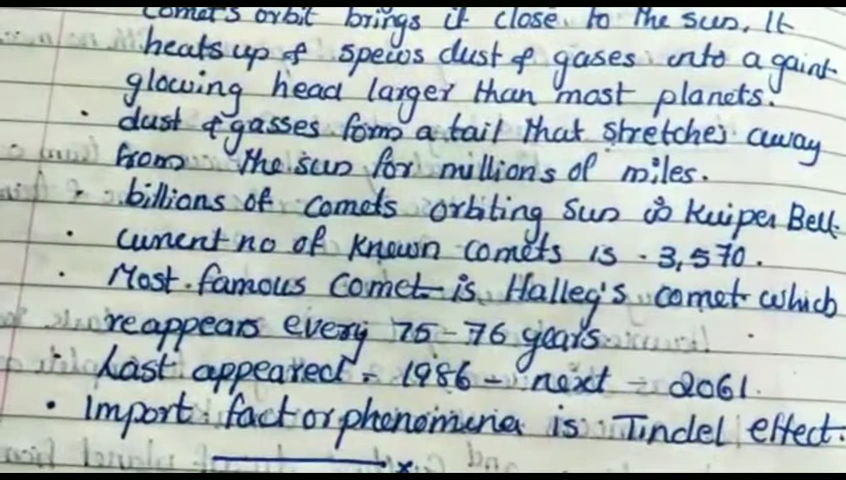 comet's orbit brings it close to the sun. It
heats up & spews dust & gases into a gaint
glowing head larger than most planets.
• dust & gasses form a tail that stretches away
from the sun for millions of miles.
• billions of comets orbiting Sun in Kuiper Belt
• current no of known comets is - 3,570.
• Most famous comet is Halleg's comet which
reappears every 75-76 years
Last appeared - 1986 - next - 2061.
• Import fact or phenomena is Tindel effect.